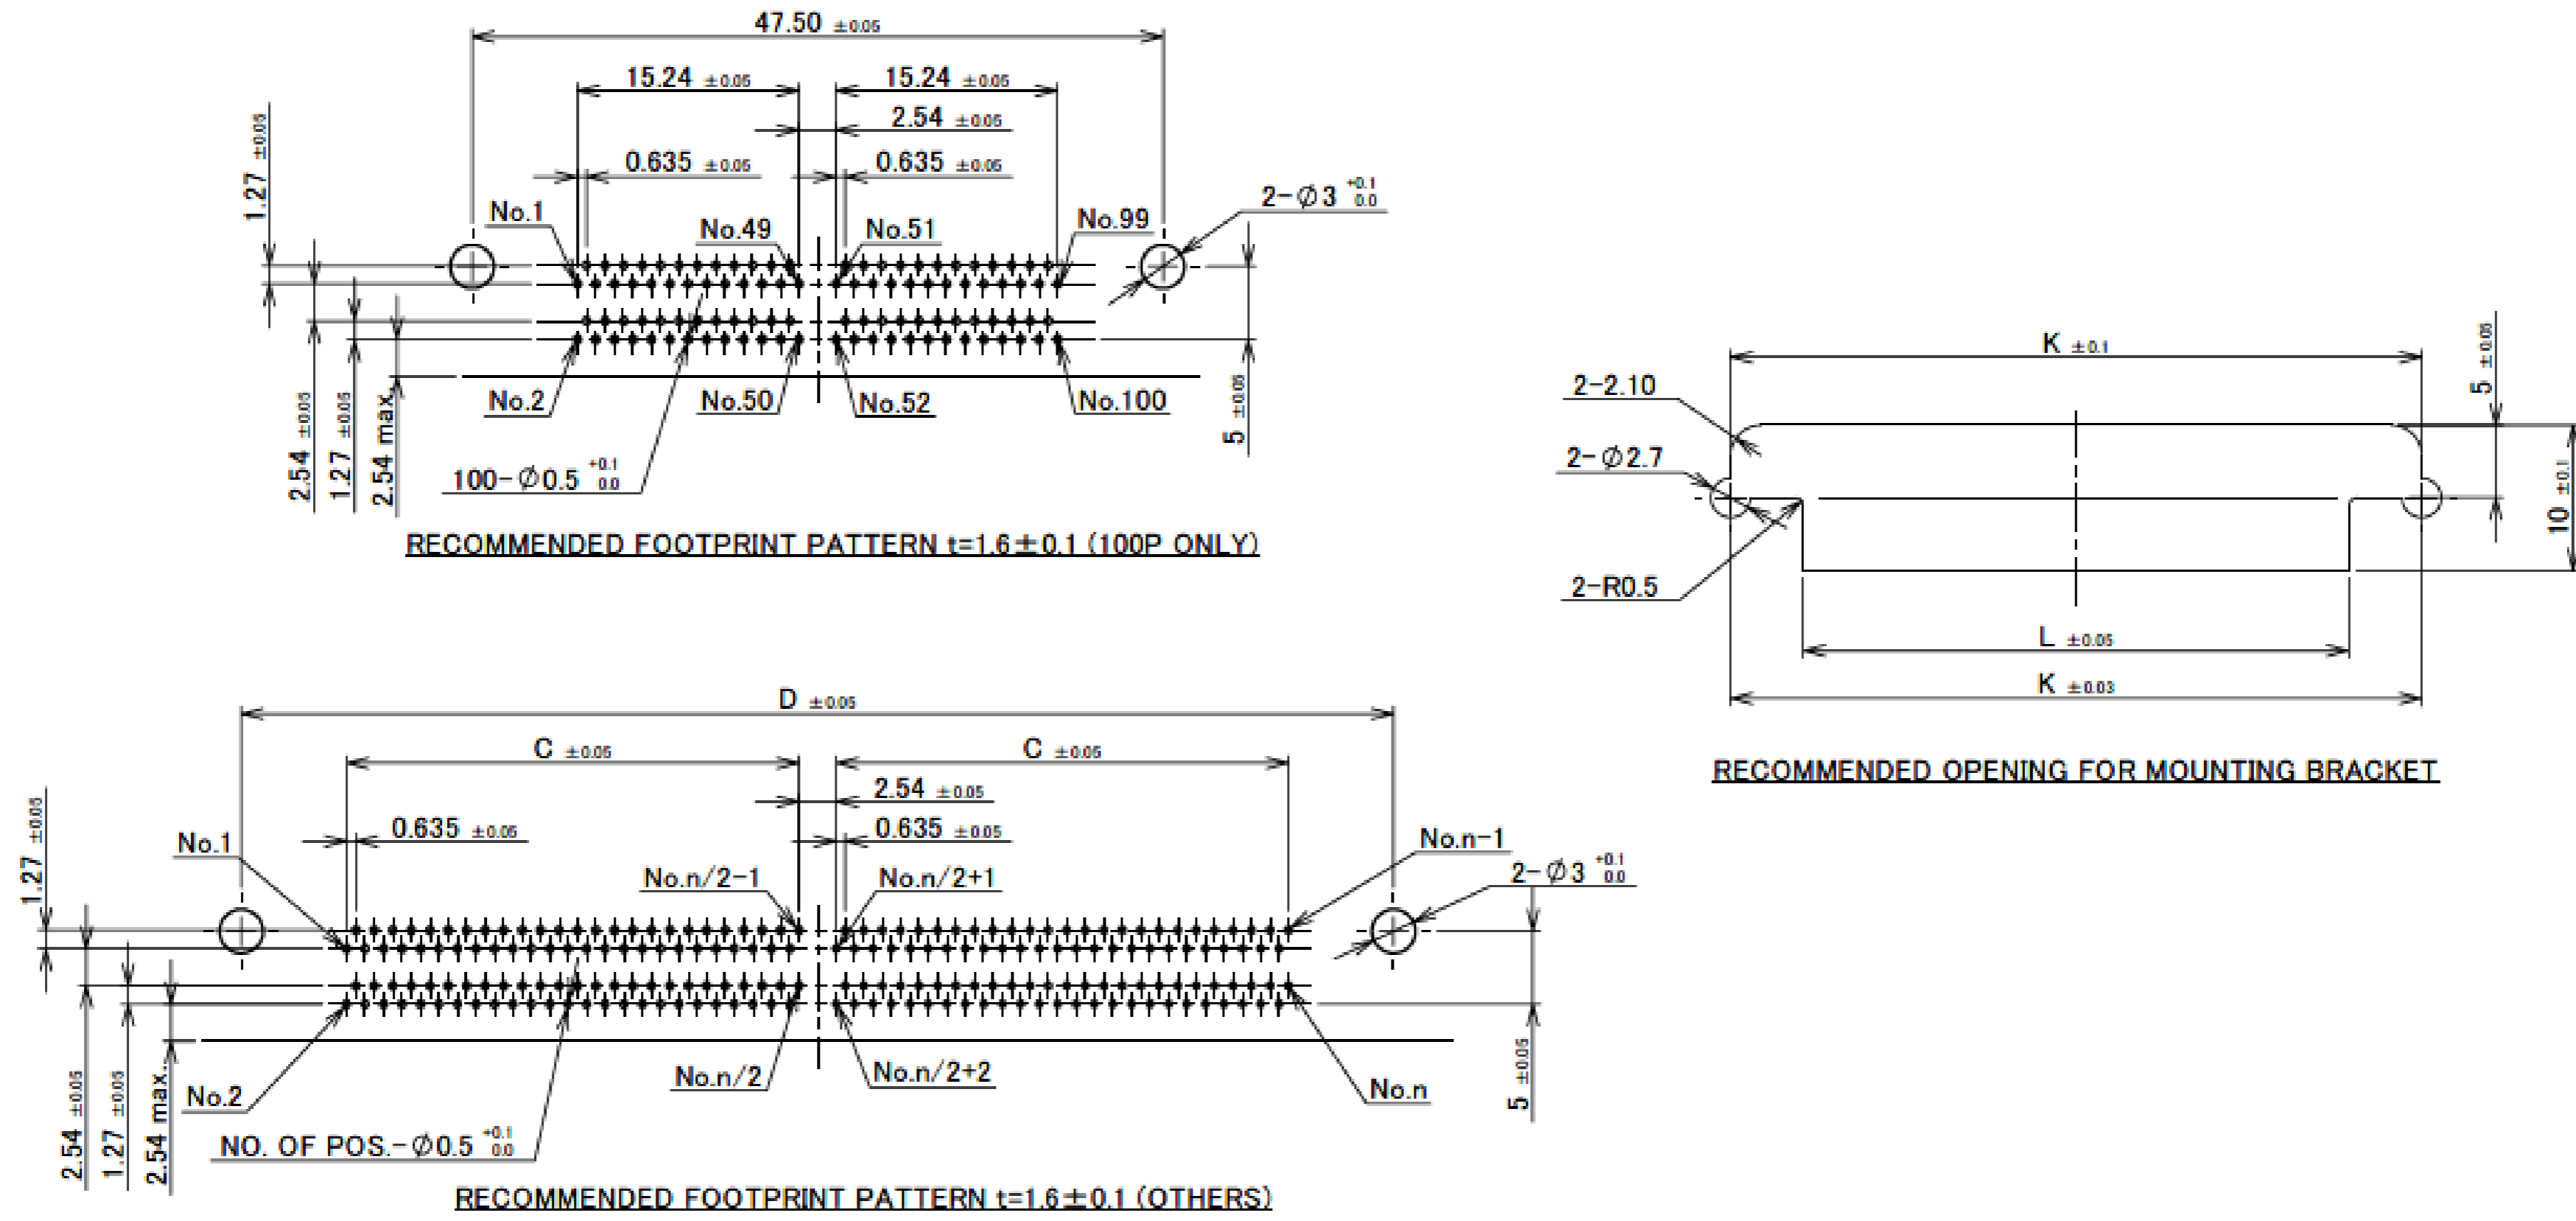 47.50 ±0.05
15.24 ±0.05
15.24 ±0.05
2.54 ±0.05
0.635 ±0.05
0.635 ±0.05
1.27 ±0.05
2-∅3 +0.1 0.0
No.1
No.49
No.51
No.99
No.2
No.50
No.52
No.100
2.54 ±0.05
1.27 ±0.05
2.54 max.
5 ±0.05
100-∅0.5 +0.1 0.0
RECOMMENDED FOOTPRINT PATTERN t=1.6±0.1 (100P ONLY)
K ±0.1
5 ±0.05
2-2.10
2-∅2.7
10 ±0.1
2-R0.5
L ±0.05
K ±0.03
RECOMMENDED OPENING FOR MOUNTING BRACKET
D ±0.05
C ±0.05
C ±0.05
2.54 ±0.05
0.635 ±0.05
0.635 ±0.05
1.27 ±0.05
No.1
No.n/2-1
No.n/2+1
No.n-1
2-∅3 +0.1 0.0
No.2
No.n/2
No.n/2+2
No.n
2.54 ±0.05
1.27 ±0.05
2.54 max.
5 ±0.05
NO. OF POS.-∅0.5 +0.1 0.0
RECOMMENDED FOOTPRINT PATTERN t=1.6±0.1 (OTHERS)